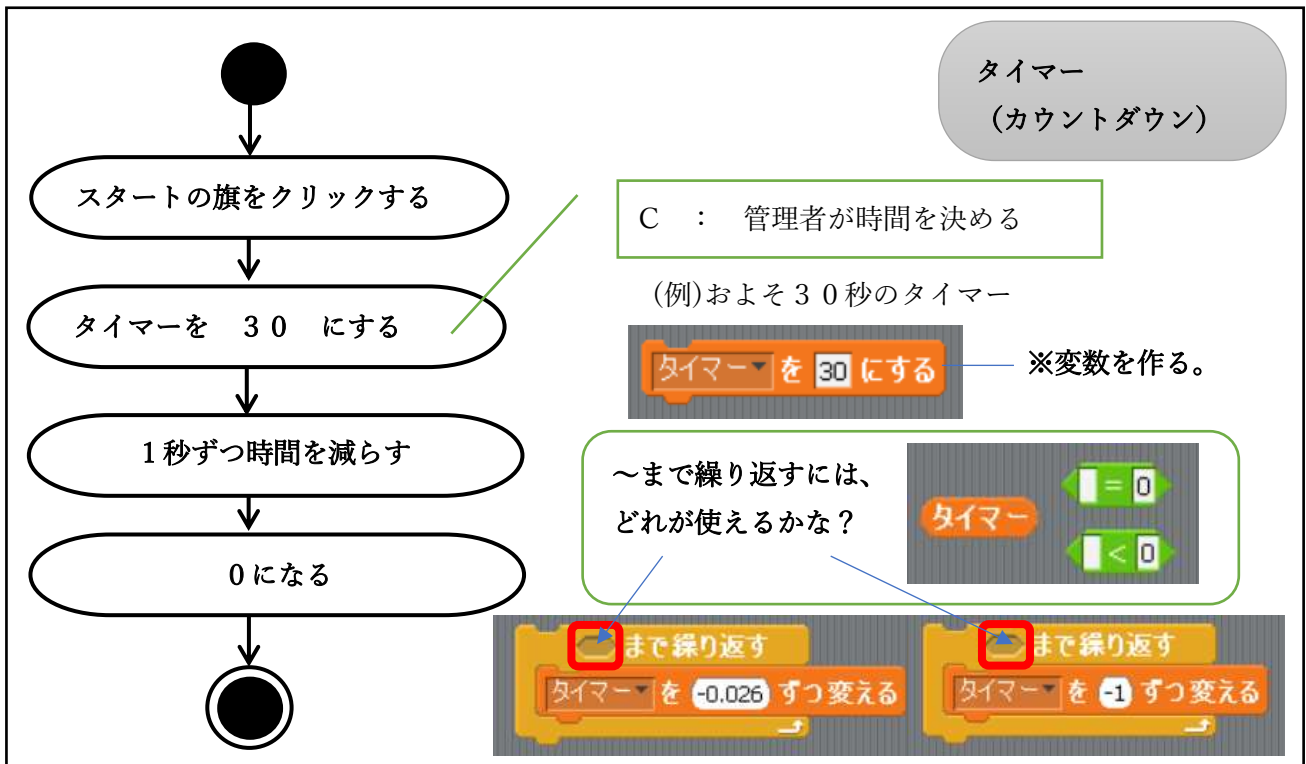 タイマー
（カウントダウン）
スタートの旗をクリックする
C ： 管理者が時間を決める
(例)およそ３０秒のタイマー
タイマーを　３０　にする
タイマー を 30 にする
※変数を作る。
１秒ずつ時間を減らす
～まで繰り返すには、
どれが使えるかな？
タイマー
= 0
< 0
０になる
まで繰り返す
タイマー を -0.026 ずつ変える
まで繰り返す
タイマー を -1 ずつ変える